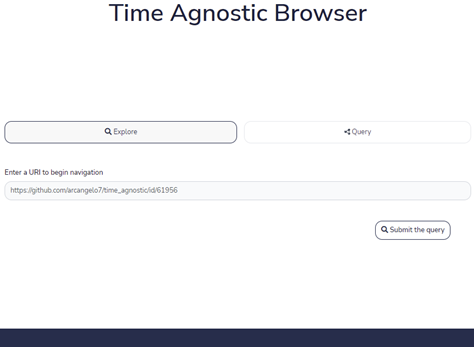 Time Agnostic Browser
Explore
Query
Enter a URI to begin navigation
https://github.com/arcangelo7/time_agnostic/id/61956
Submit the query